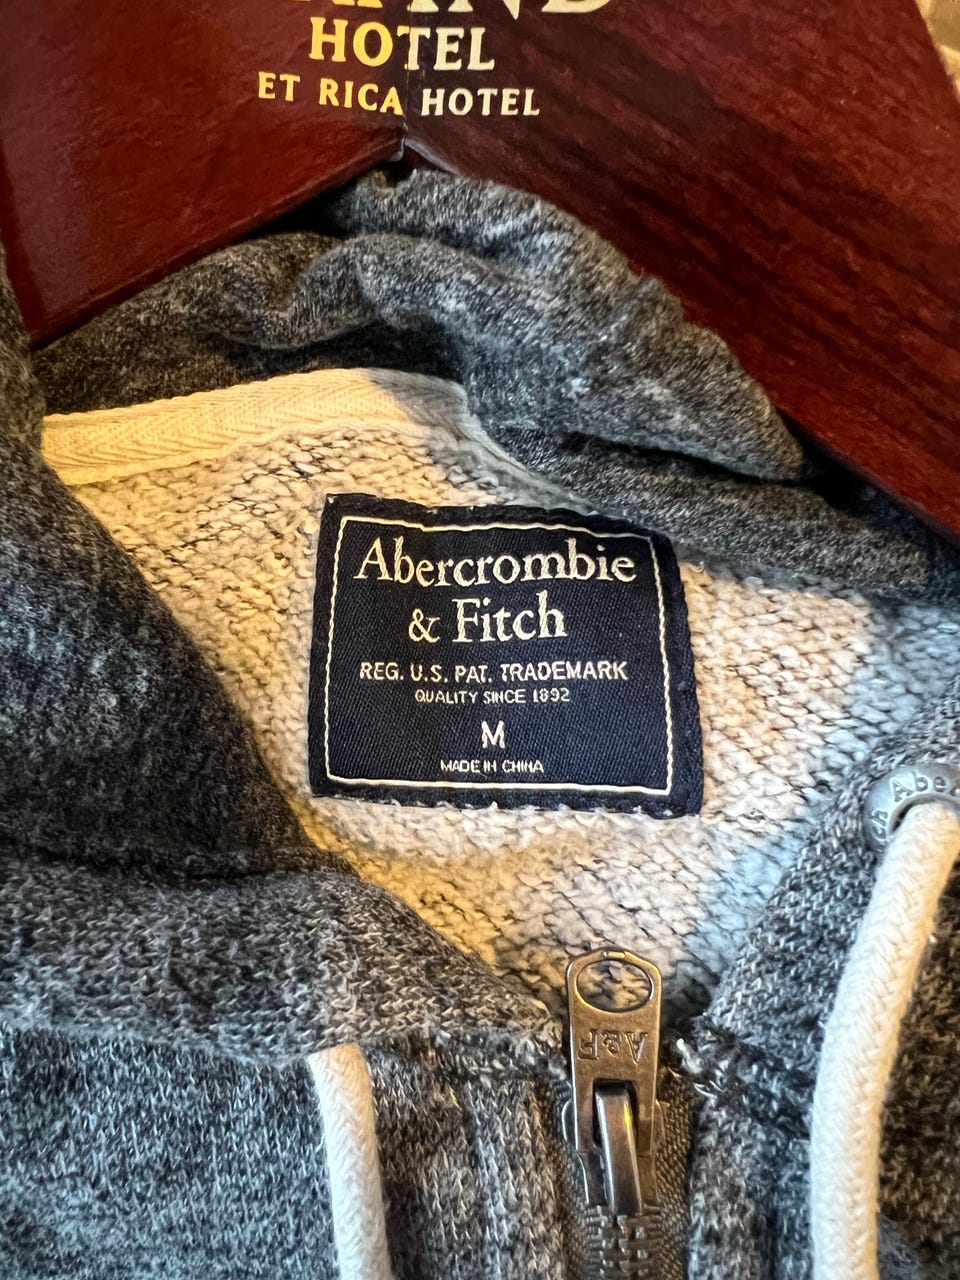 HOTEL
ET RICA HOTEL
Abercrombie
& Fitch
REG. U.S. PAT. TRADEMARK
QUALITY SINCE 1892
M
MADE IN CHINA
A&F